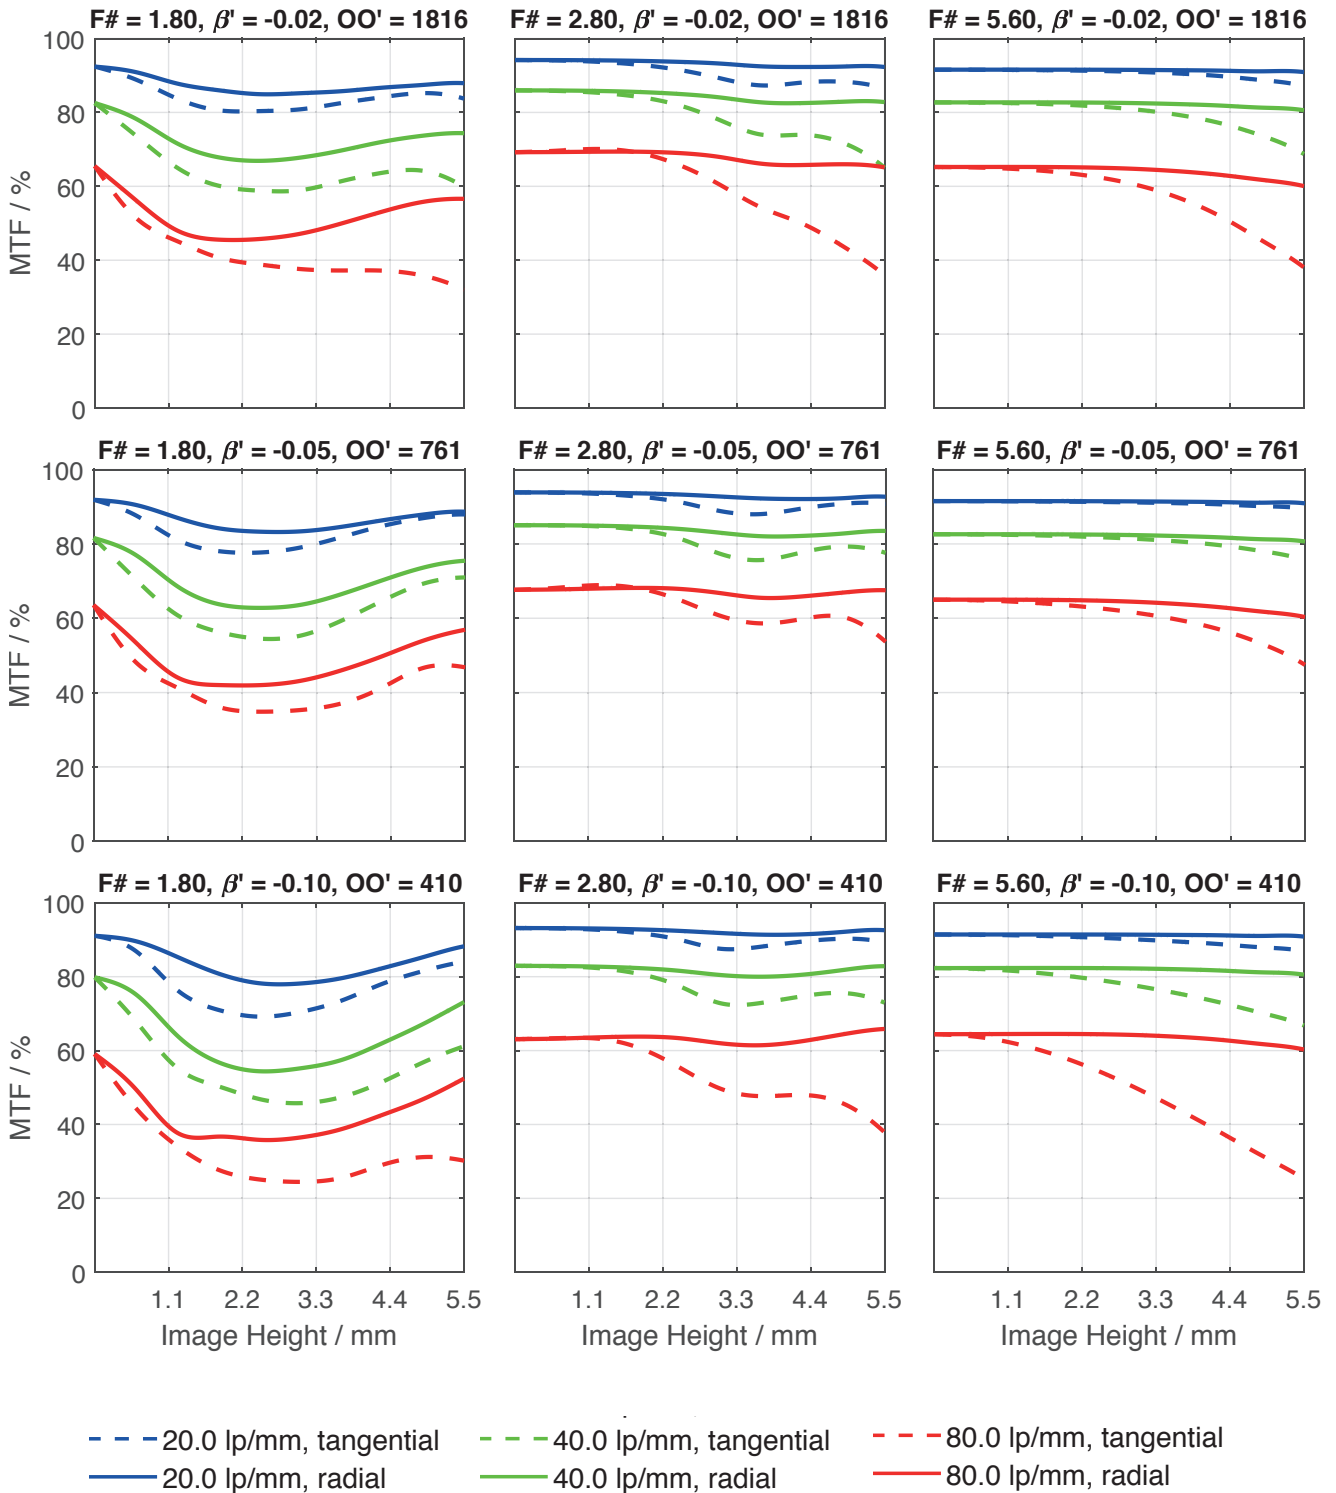 F# = 1.80, β' = -0.02, OO' = 1816
F# = 2.80, β' = -0.02, OO' = 1816
F# = 5.60, β' = -0.02, OO' = 1816
100
80
60
40
20
0
MTF / %
F# = 1.80, β' = -0.05, OO' = 761
F# = 2.80, β' = -0.05, OO' = 761
F# = 5.60, β' = -0.05, OO' = 761
100
80
60
40
20
0
MTF / %
F# = 1.80, β' = -0.10, OO' = 410
F# = 2.80, β' = -0.10, OO' = 410
F# = 5.60, β' = -0.10, OO' = 410
100
80
60
40
20
0
MTF / %
1.1 2.2 3.3 4.4 5.5
1.1 2.2 3.3 4.4 5.5
1.1 2.2 3.3 4.4 5.5
Image Height / mm
Image Height / mm
Image Height / mm
20.0 lp/mm, tangential
40.0 lp/mm, tangential
80.0 lp/mm, tangential
20.0 lp/mm, radial
40.0 lp/mm, radial
80.0 lp/mm, radial